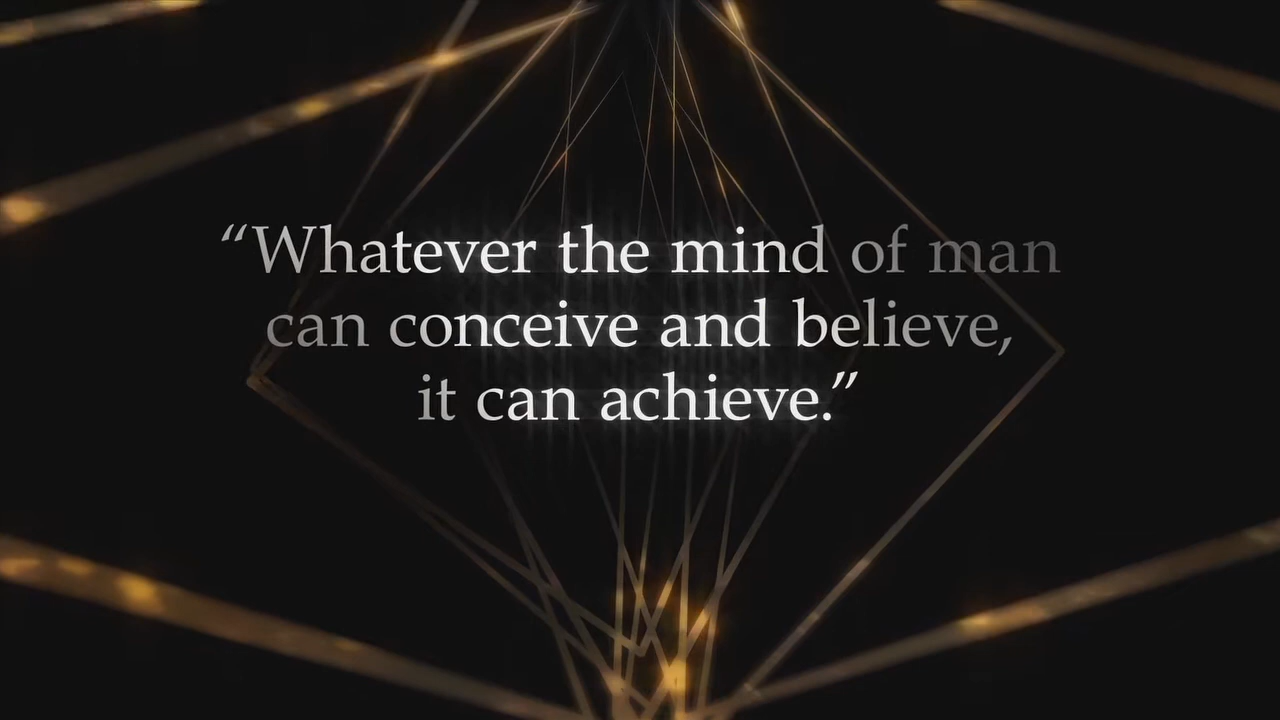 “Whatever the mind of man
can conceive and believe,
it can achieve.”